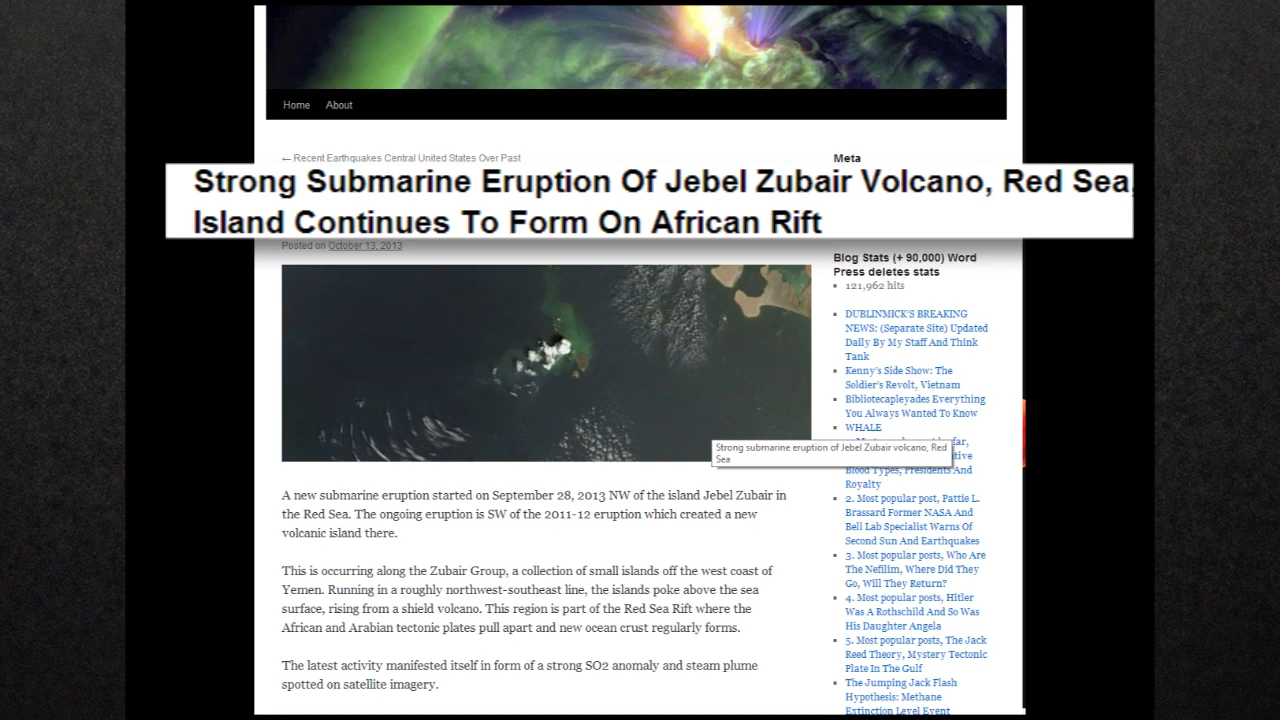 Home About
← Recent Earthquakes Central United States Over Past
Strong Submarine Eruption Of Jebel Zubair Volcano, Red Sea,
Island Continues To Form On African Rift
Posted on October 13, 2013
Strong submarine eruption of Jebel Zubair volcano, Red
Sea
A new submarine eruption started on September 28, 2013 NW of the island Jebel Zubair in
the Red Sea. The ongoing eruption is SW of the 2011-12 eruption which created a new
volcanic island there.
This is occurring along the Zubair Group, a collection of small islands off the west coast of
Yemen. Running in a roughly northwest-southeast line, the islands poke above the sea
surface, rising from a shield volcano. This region is part of the Red Sea Rift where the
African and Arabian tectonic plates pull apart and new ocean crust regularly forms.
The latest activity manifested itself in form of a strong SO2 anomaly and steam plume
spotted on satellite imagery.
Meta
Blog Stats (+ 90,000) Word
Press deletes stats
121,962 hits
DUBLINMICK'S BREAKING
NEWS: (Separate Site) Updated
Daily By My Staff And Think
Tank
Kenny's Side Show: The
Soldier's Revolt, Vietnam
Bibliotecapleyades Everything
You Always Wanted To Know
WHALE
far,
Blood Types, Presidents And
Royalty
2. Most popular post, Pattie L.
Brassard Former NASA And
Bell Lab Specialist Warns Of
Second Sun And Earthquakes
3. Most popular posts, Who Are
The Nefilim, Where Did They
Go, Will They Return?
4. Most popular posts, Hitler
Was A Rothschild And So Was
His Daughter Angela
5. Most popular posts, The Jack
Reed Theory, Mystery Tectonic
Plate In The Gulf
The Jumping Jack Flash
Hypothesis: Methane
Extinction Level Event